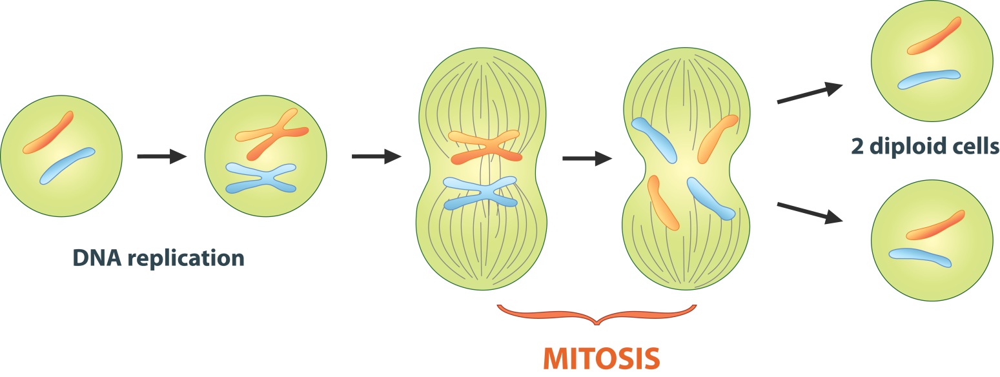 DNA replication
MITOSIS
2 diploid cells